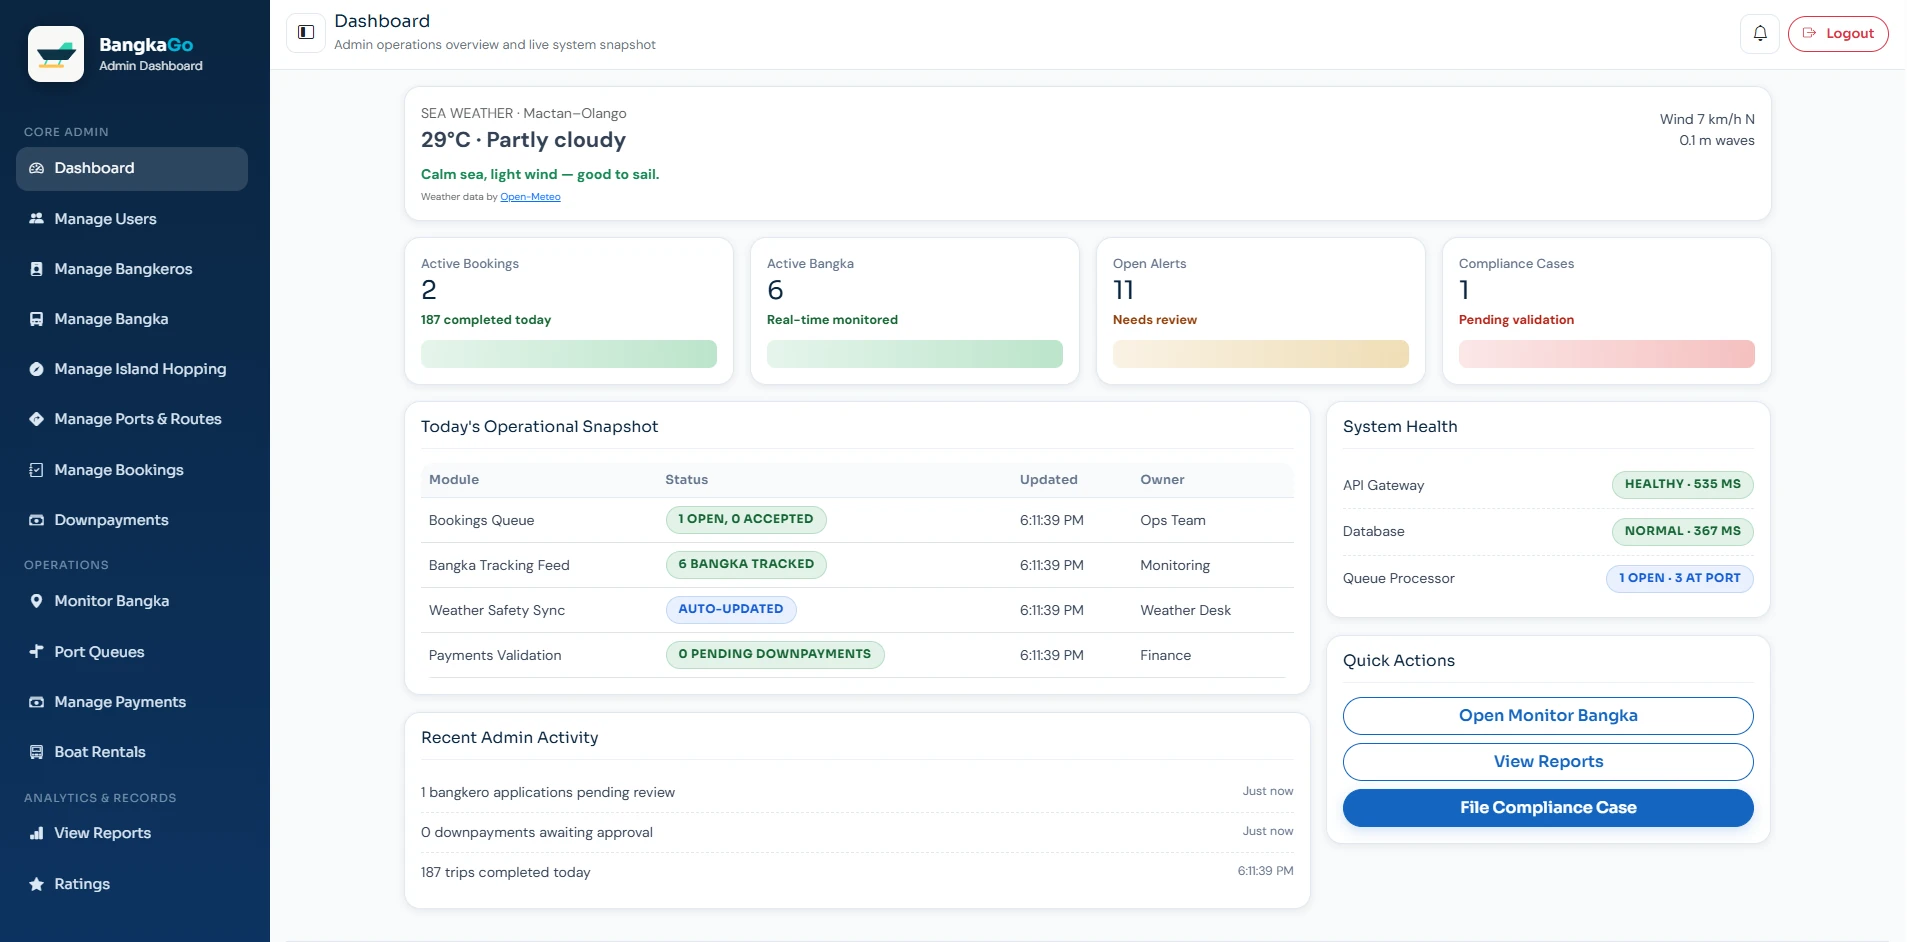 BangkaGo
Admin Dashboard
CORE ADMIN
Dashboard
Manage Users
Manage Bangkeros
Manage Bangka
Manage Island Hopping
Manage Ports & Routes
Manage Bookings
Downpayments
OPERATIONS
Monitor Bangka
Port Queues
Manage Payments
Boat Rentals
ANALYTICS & RECORDS
View Reports
Ratings
Dashboard
Admin operations overview and live system snapshot
Logout
SEA WEATHER · Mactan–Olango
29°C · Partly cloudy
Calm sea, light wind — good to sail.
Weather data by Open-Meteo
Wind 7 km/h N
0.1 m waves
Active Bookings
2
187 completed today
Active Bangka
6
Real-time monitored
Open Alerts
11
Needs review
Compliance Cases
1
Pending validation
Today's Operational Snapshot
Module Status Updated Owner
Bookings Queue 1 OPEN, 0 ACCEPTED 6:11:39 PM Ops Team
Bangka Tracking Feed 6 BANGKA TRACKED 6:11:39 PM Monitoring
Weather Safety Sync AUTO-UPDATED 6:11:39 PM Weather Desk
Payments Validation 0 PENDING DOWNPAYMENTS 6:11:39 PM Finance
Recent Admin Activity
1 bangkero applications pending review Just now
0 downpayments awaiting approval Just now
187 trips completed today 6:11:39 PM
System Health
API Gateway HEALTHY · 535 MS
Database NORMAL · 367 MS
Queue Processor 1 OPEN · 3 AT PORT
Quick Actions
Open Monitor Bangka
View Reports
File Compliance Case